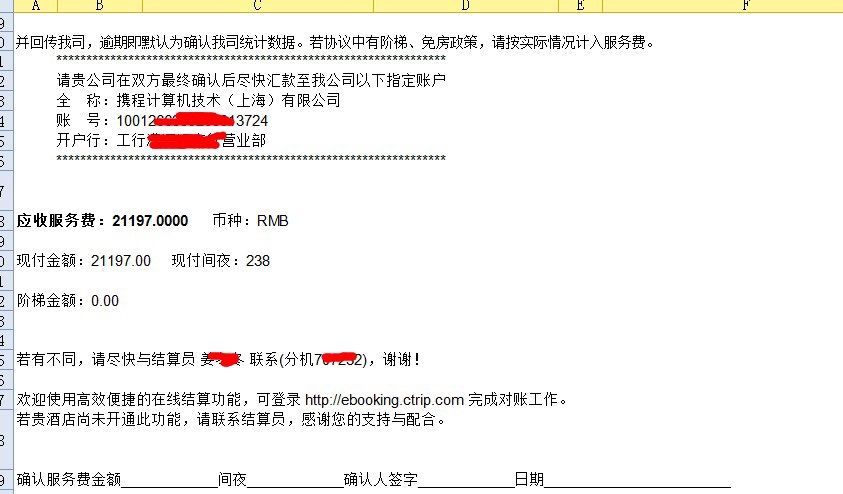 A B C D E F
并回传我司，逾期即默认为确认我司统计数据。若协议中有阶梯、免房政策，请按实际情况计入服务费。
*****************************************************************
请贵公司在双方最终确认后尽快汇款至我公司以下指定账户
全 称：携程计算机技术（上海）有限公司
账 号：10012 3724
开户行：工行 营业部
*****************************************************************
应收服务费：21197.0000 币种：RMB
现付金额：21197.00 现付间夜：238
阶梯金额：0.00
若有不同，请尽快与结算员 姜 联系(分机7 2)，谢谢！
欢迎使用高效便捷的在线结算功能，可登录 http://ebooking.ctrip.com 完成对账工作。
若贵酒店尚未开通此功能，请联系结算员，感谢您的支持与配合。
确认服务费金额____________间夜____________确认人签字____________日期_______________________